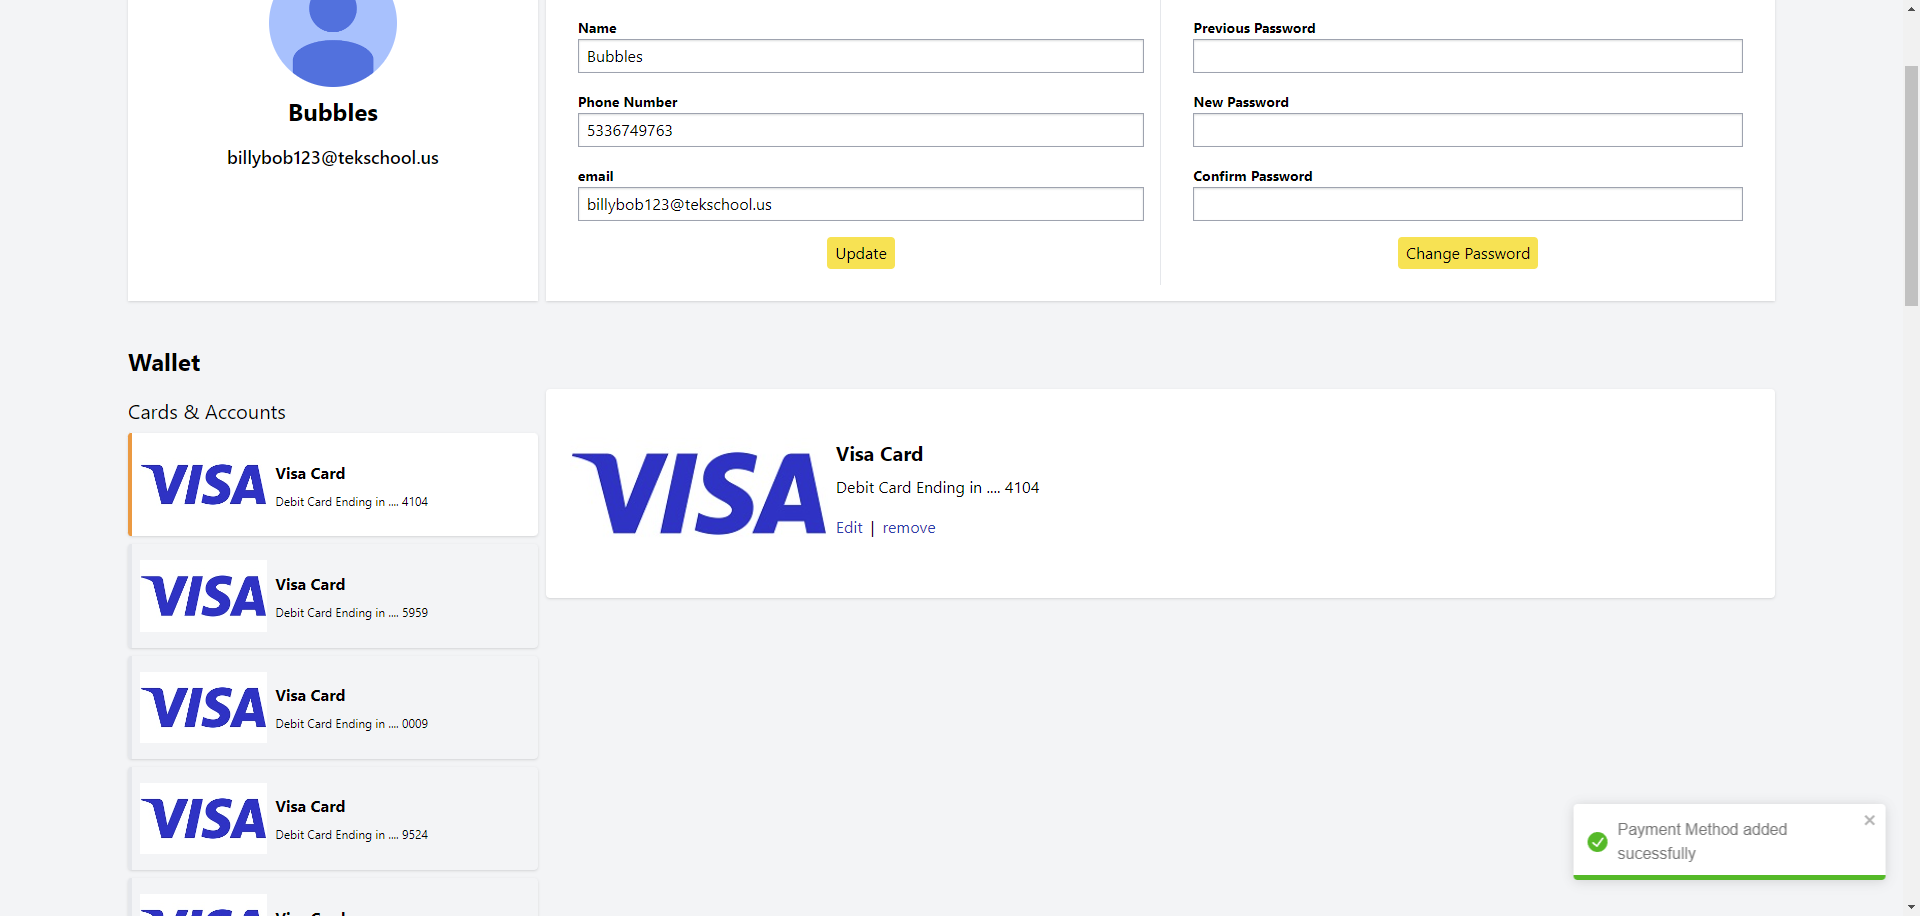 Bubbles
billybob123@tekschool.us
Name
Bubbles
Phone Number
5336749763
email
billybob123@tekschool.us
Update
Previous Password
New Password
Confirm Password
Change Password
Wallet
Cards & Accounts
VISA
Visa Card
Debit Card Ending in .... 4104
VISA
Visa Card
Debit Card Ending in .... 5959
VISA
Visa Card
Debit Card Ending in .... 0009
VISA
Visa Card
Debit Card Ending in .... 9524
VISA
Visa Card
Debit Card Ending in .... 4104
Edit | remove
Payment Method added
sucessfully